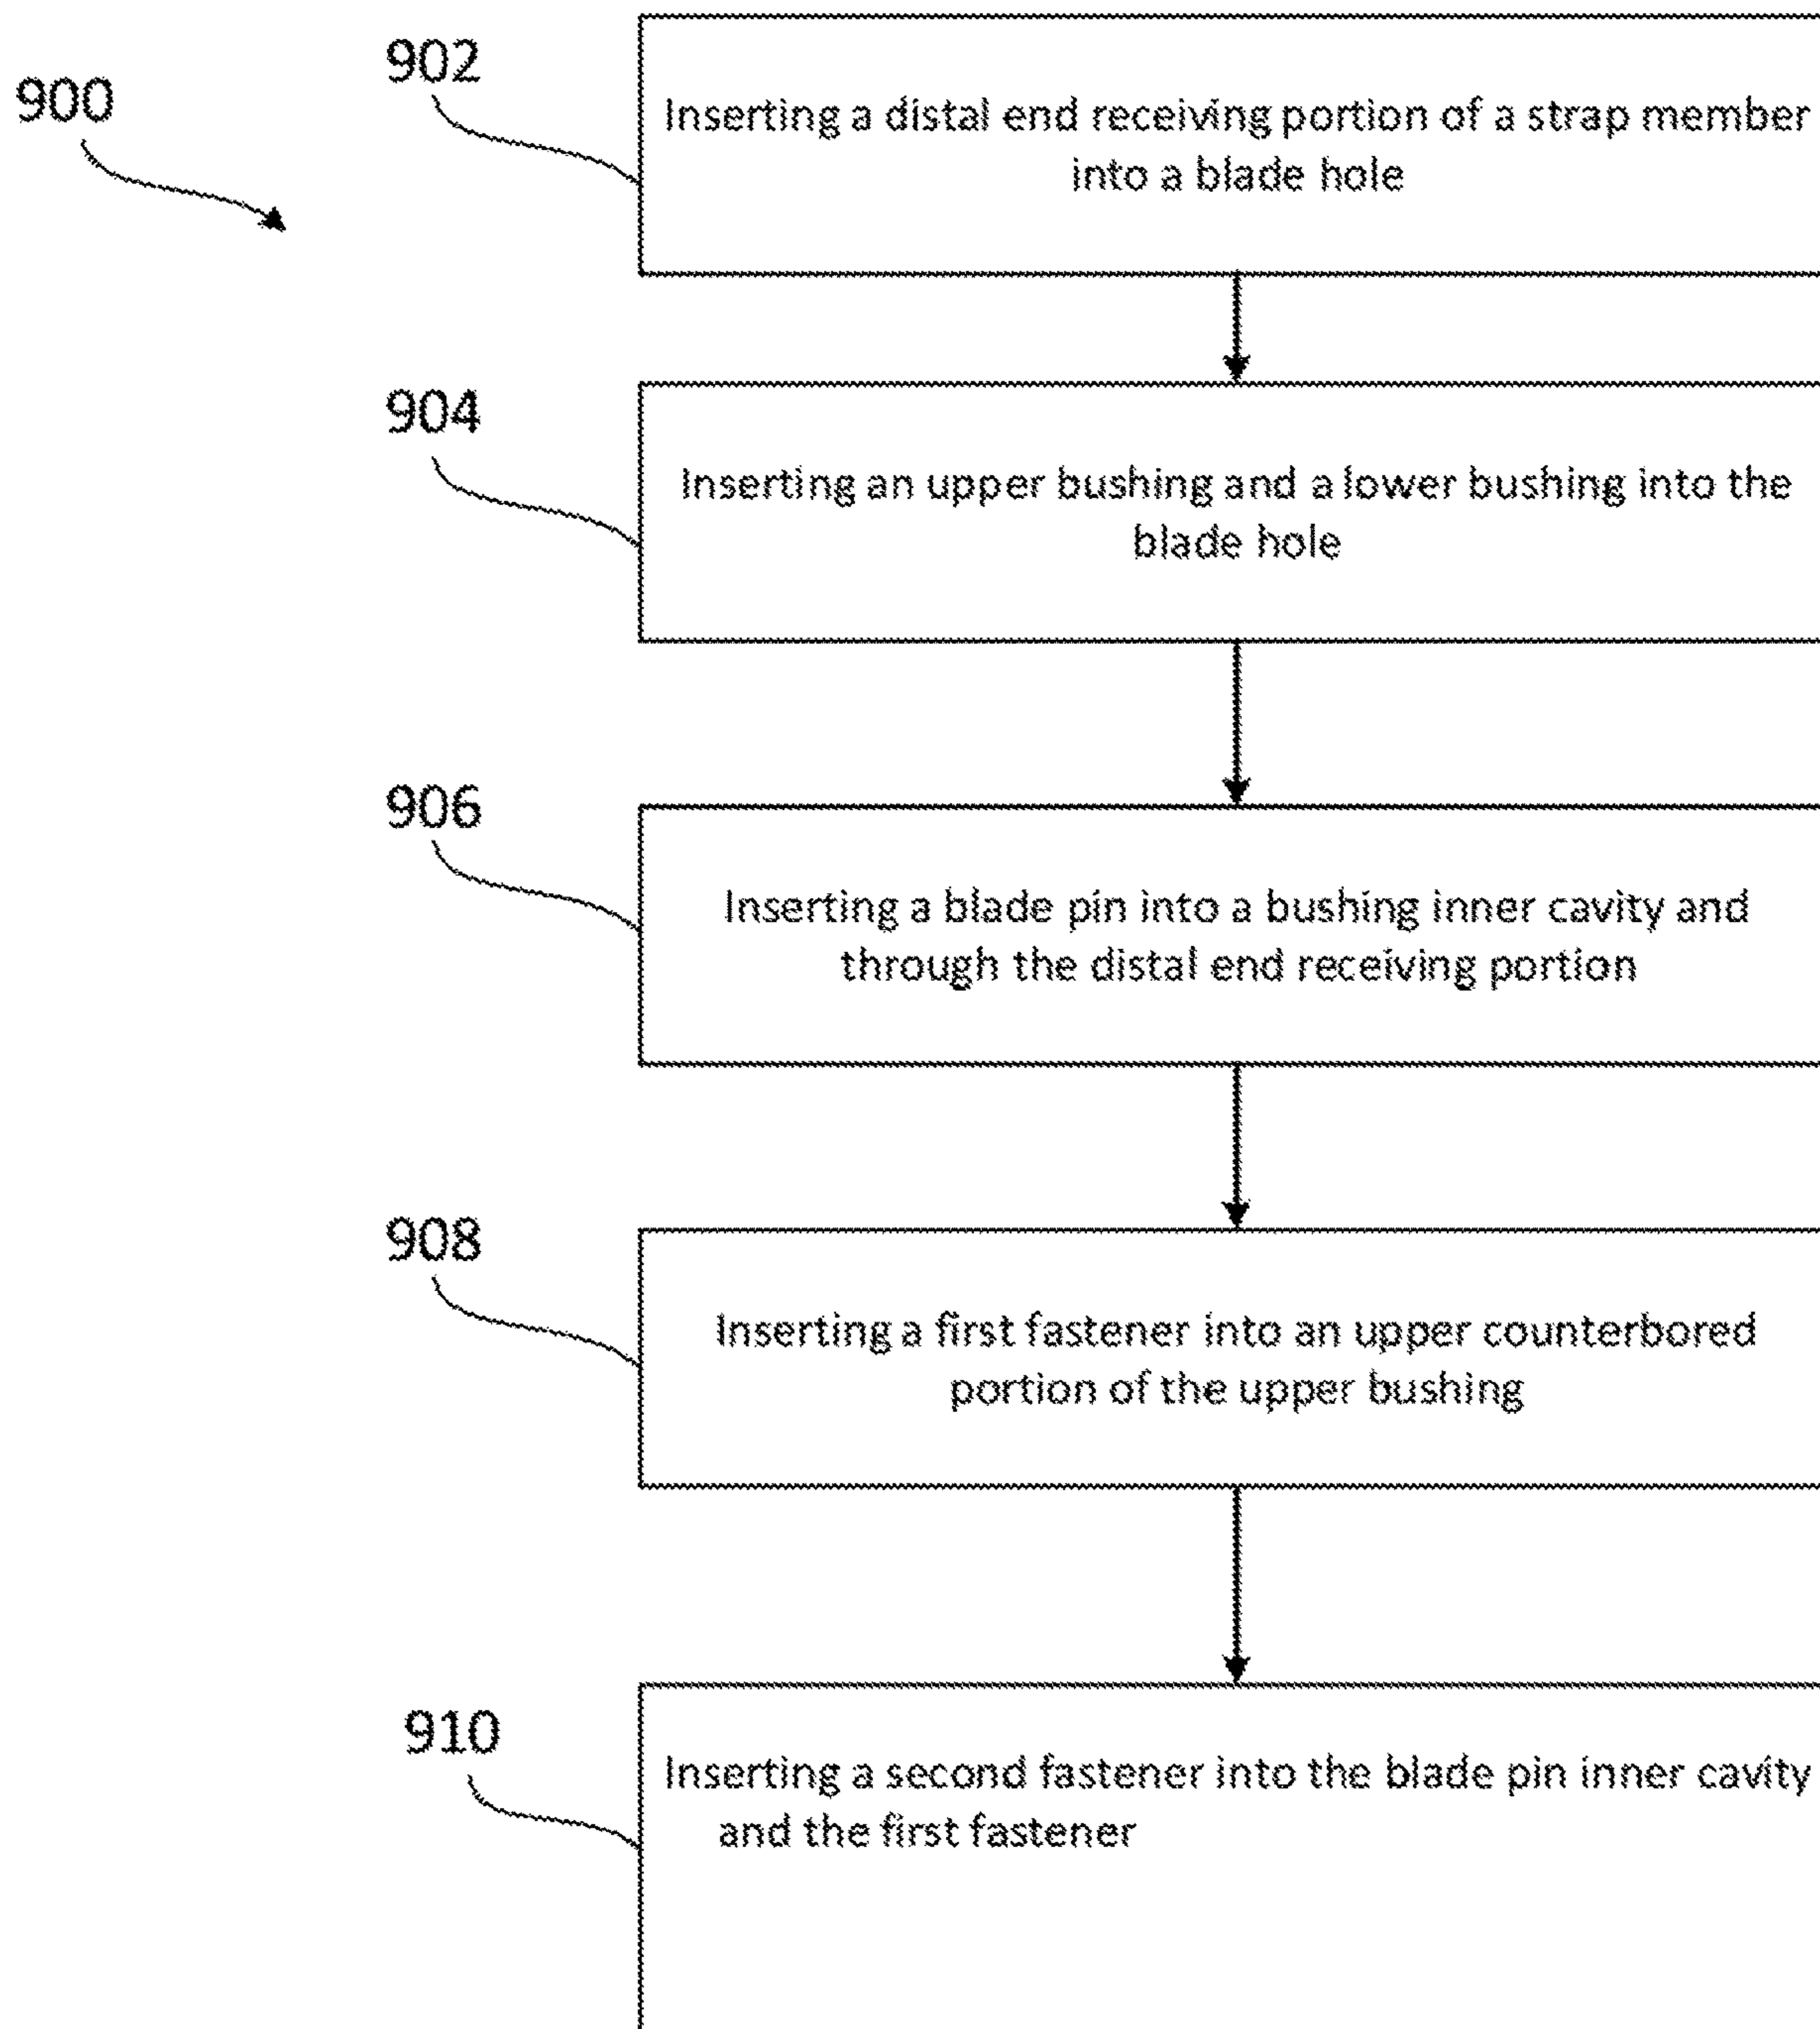 900
902
Inserting a distal end receiving portion of a strap member
into a blade hole
904
Inserting an upper bushing and a lower bushing into the
blade hole
906
Inserting a blade pin into a bushing inner cavity and
through the distal end receiving portion
908
Inserting a first fastener into an upper counterbored
portion of the upper bushing
910
Inserting a second fastener into the blade pin inner cavity
and the first fastener